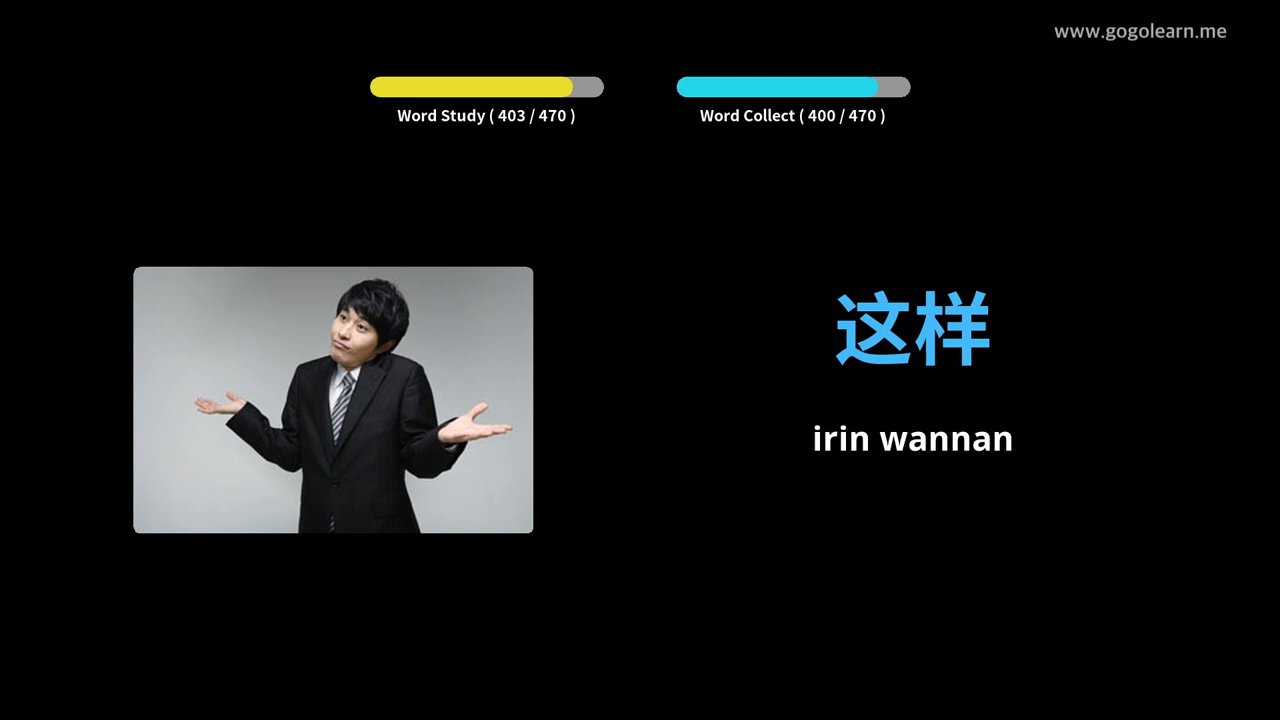 www.gogolearn.me
Word Study ( 403 / 470 )
Word Collect ( 400 / 470 )
这样
irin wannan